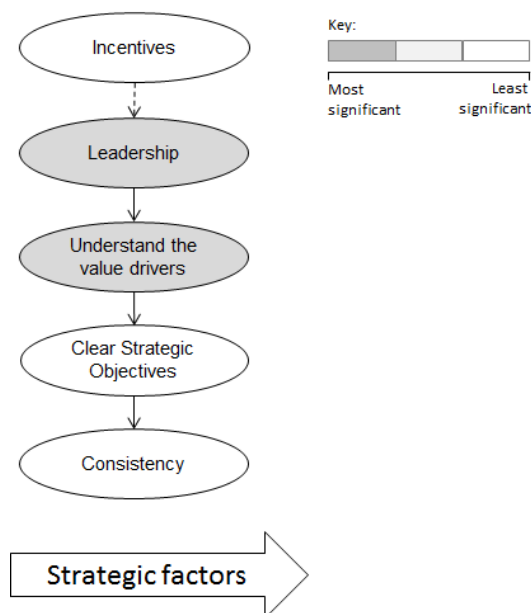 Incentives
Key:
Most
significant
Least
significant
Leadership
Understand the
value drivers
Clear Strategic
Objectives
Consistency
Strategic factors